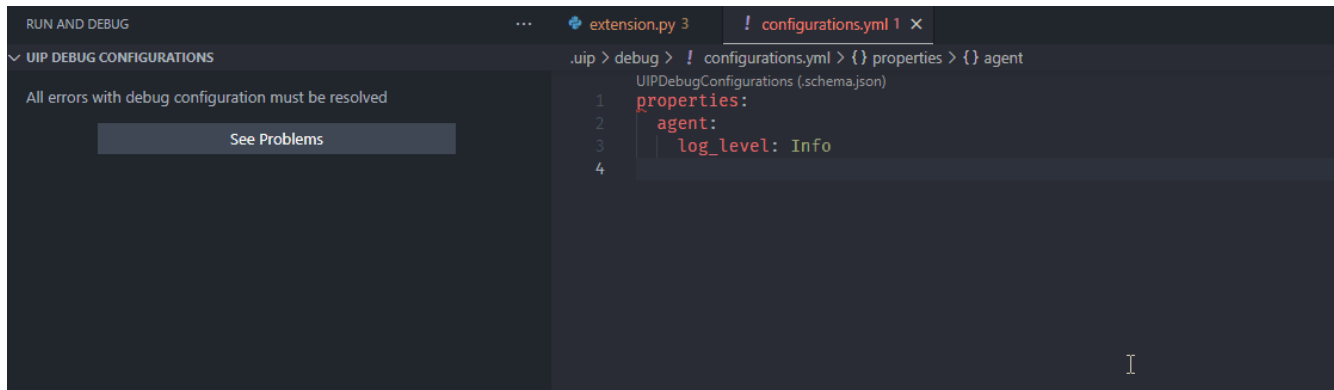 RUN AND DEBUG ...
UIP DEBUG CONFIGURATIONS
All errors with debug configuration must be resolved
See Problems
extension.py 3
! configurations.yml 1 ×
.uip > debug > ! configurations.yml > {} properties > {} agent
UIPDebugConfigurations (.schema.json)
1 properties:
2 agent:
3 log_level: Info
4